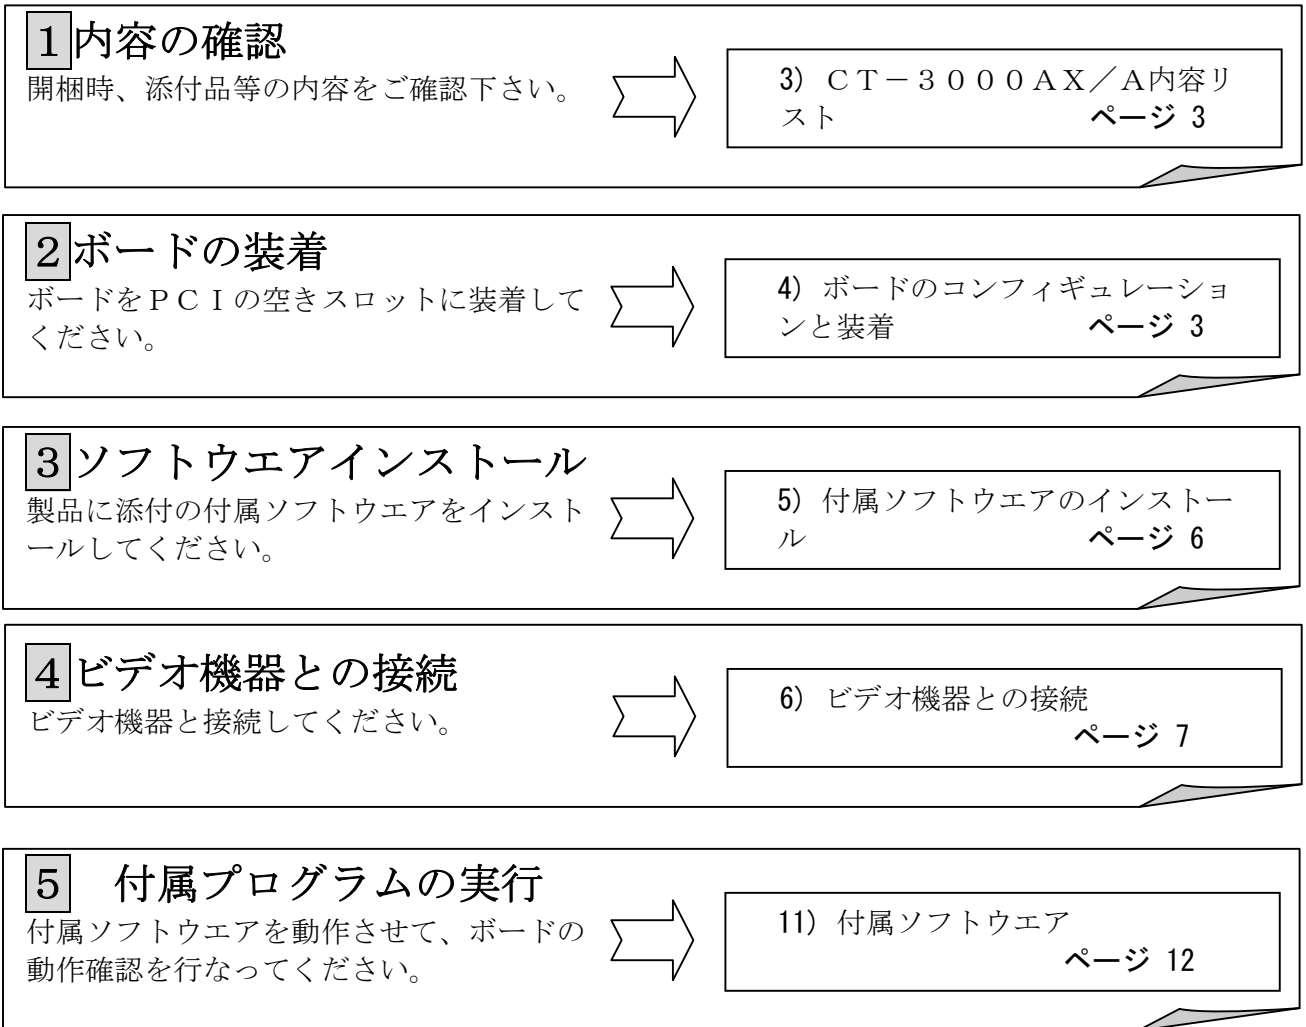 １内容の確認
開梱時、添付品等の内容をご確認下さい。
3) ＣＴ－３０００ＡＸ／Ａ内容リ
スト ページ 3
２ボードの装着
ボードをＰＣＩの空きスロットに装着して
ください。
4) ボードのコンフィギュレーショ
ンと装着 ページ 3
３ソフトウエアインストール
製品に添付の付属ソフトウエアをインスト
ールしてください。
5) 付属ソフトウエアのインストー
ル ページ 6
４ビデオ機器との接続
ビデオ機器と接続してください。
6) ビデオ機器との接続
ページ 7
５　付属プログラムの実行
付属ソフトウエアを動作させて、ボードの
動作確認を行なってください。
11) 付属ソフトウエア
ページ 12